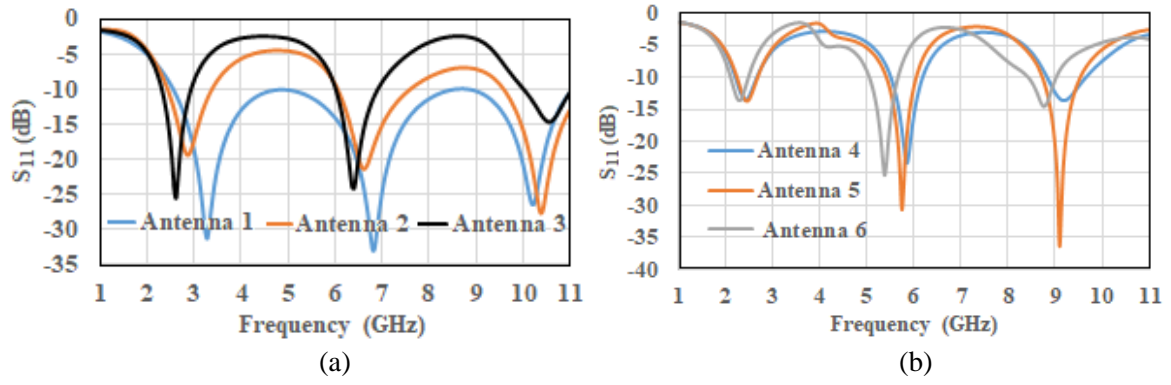 0
-5
-10
-15
-20
-25
-30
-35
S11 (dB)
Antenna 1 Antenna 2 Antenna 3
1 2 3 4 5 6 7 8 9 10 11
Frequency (GHz)
(a)
0
-5
-10
-15
-20
-25
-30
-35
-40
S11 (dB)
Antenna 4
Antenna 5
Antenna 6
1 2 3 4 5 6 7 8 9 10 11
Frequency (GHz)
(b)